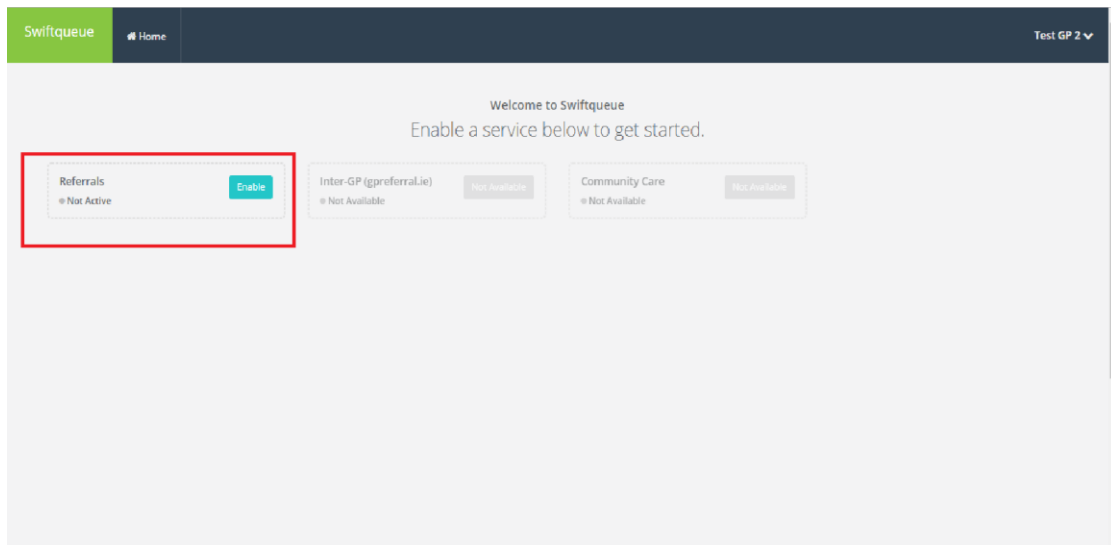 Swiftqueue
Home
Test GP 2
Welcome to Swiftqueue
Enable a service below to get started.
Referrals
Enable
Not Active
Inter-GP (gpreferral.ie)
Not Available
Not Available
Community Care
Not Available
Not Available